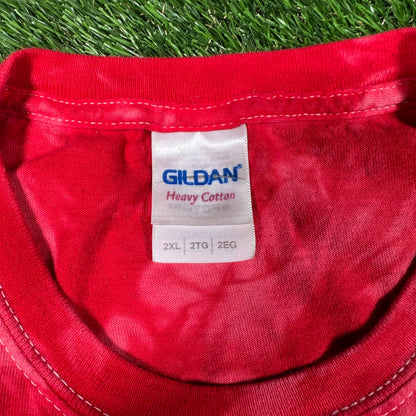 GILDAN®
Heavy Cotton
2XL | 2TG | 2EG